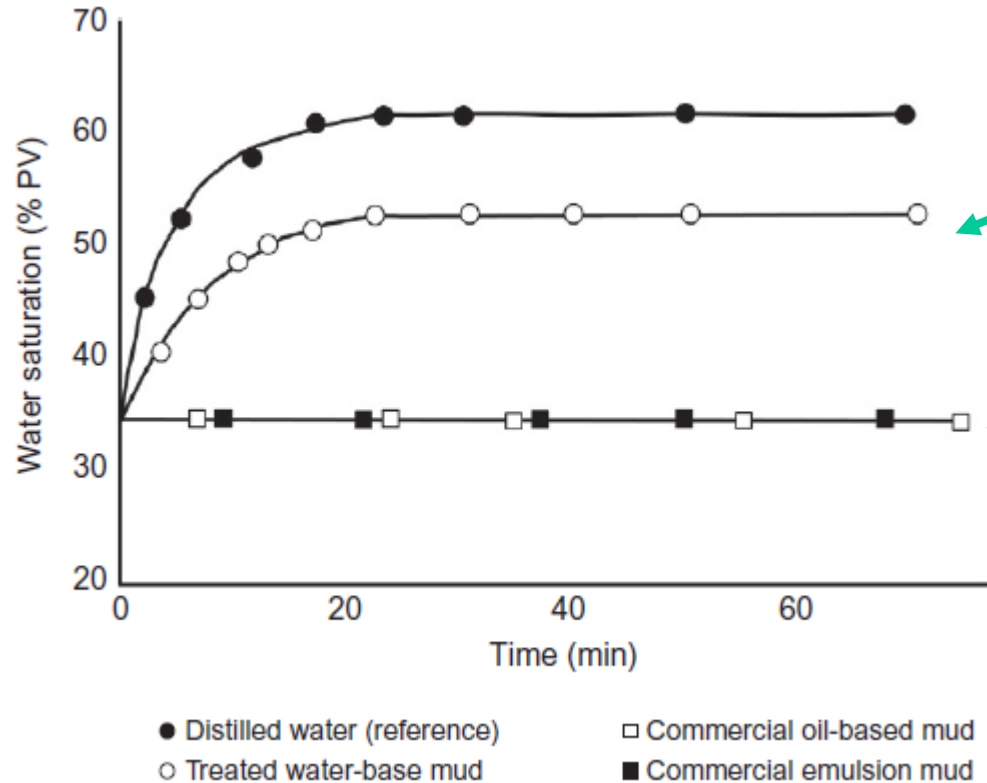 70
60
50
40
30
20
Water saturation (% PV)
0 20 40 60
Time (min)
Distilled water (reference)
Commercial oil-based mud
Treated water-base mud
Commercial emulsion mud